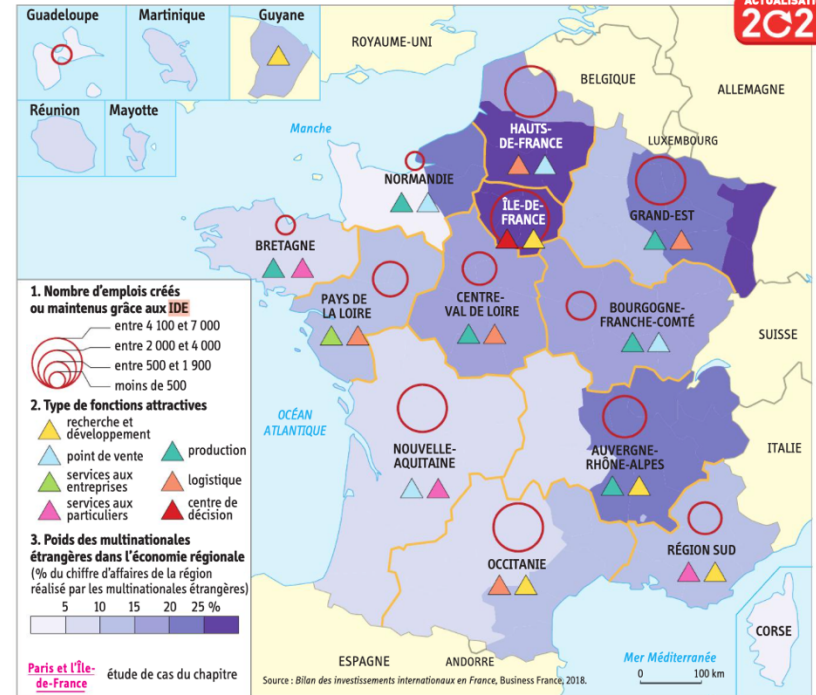 ACTUALISATI
202
Guadeloupe
Martinique
Guyane
Réunion
Mayotte
ROYAUME-UNI
BELGIQUE
ALLEMAGNE
LUXEMBOURG
Manche
HAUTS-
DE-FRANCE
NORMANDIE
ÎLE-DE-
FRANCE
GRAND-EST
BRETAGNE
PAYS DE
LA LOIRE
CENTRE-
VAL DE LOIRE
BOURGOGNE-
FRANCHE-COMTÉ
SUISSE
OCÉAN
ATLANTIQUE
NOUVELLE-
AQUITAINE
AUVERGNE-
RHÔNE-ALPES
ITALIE
OCCITANIE
RÉGION SUD
CORSE
ESPAGNE
ANDORRE
Mer Méditerranée
0 100 km
1. Nombre d'emplois créés
ou maintenus grâce aux IDE
entre 4 100 et 7 000
entre 2 000 et 4 000
entre 500 et 1 900
moins de 500
2. Type de fonctions attractives
recherche et
développement
point de vente
services aux
entreprises
services aux
particuliers
production
logistique
centre de
décision
3. Poids des multinationales
étrangères dans l'économie régionale
(% du chiffre d'affaires de la région
réalisé par les multinationales étrangères)
5 10 15 20 25 %
Paris et l'Île-
de-France
étude de cas du chapitre
Source : Bilan des investissements internationaux en France, Business France, 2018.